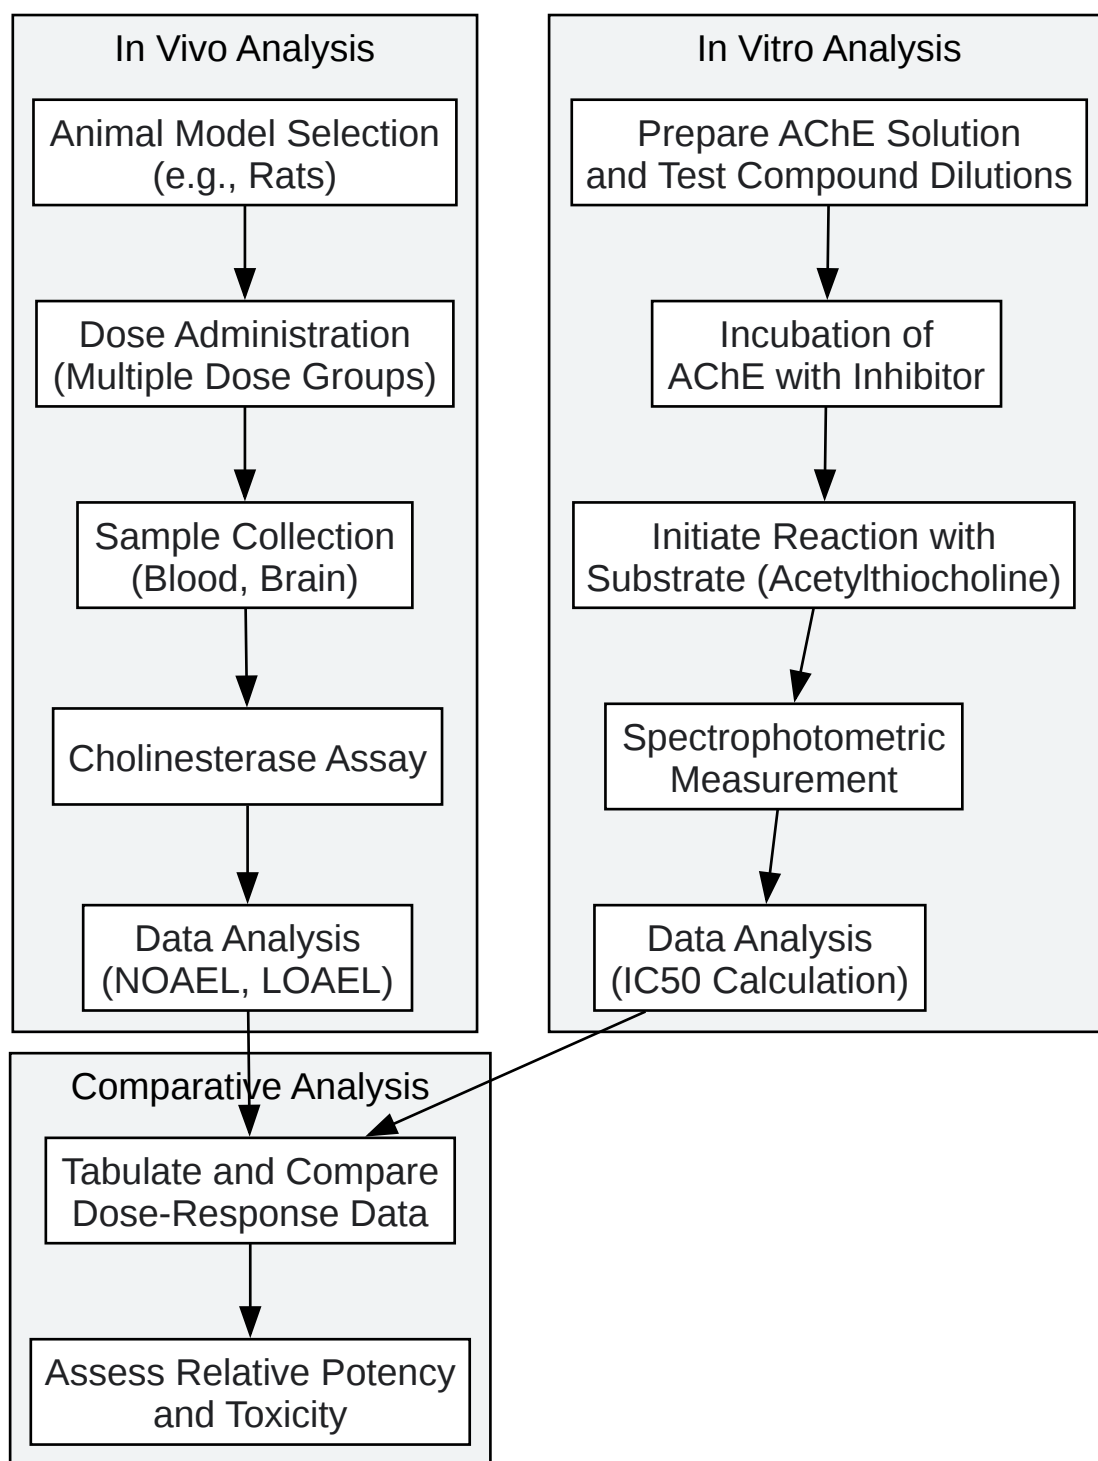 In Vivo Analysis
Animal Model Selection
(e.g., Rats)
Dose Administration
(Multiple Dose Groups)
Sample Collection
(Blood, Brain)
Cholinesterase Assay
Data Analysis
(NOAEL, LOAEL)
In Vitro Analysis
Prepare AChE Solution
and Test Compound Dilutions
Incubation of
AChE with Inhibitor
Initiate Reaction with
Substrate (Acetylthiocholine)
Spectrophotometric
Measurement
Data Analysis
(IC50 Calculation)
Comparative Analysis
Tabulate and Compare
Dose-Response Data
Assess Relative Potency
and Toxicity